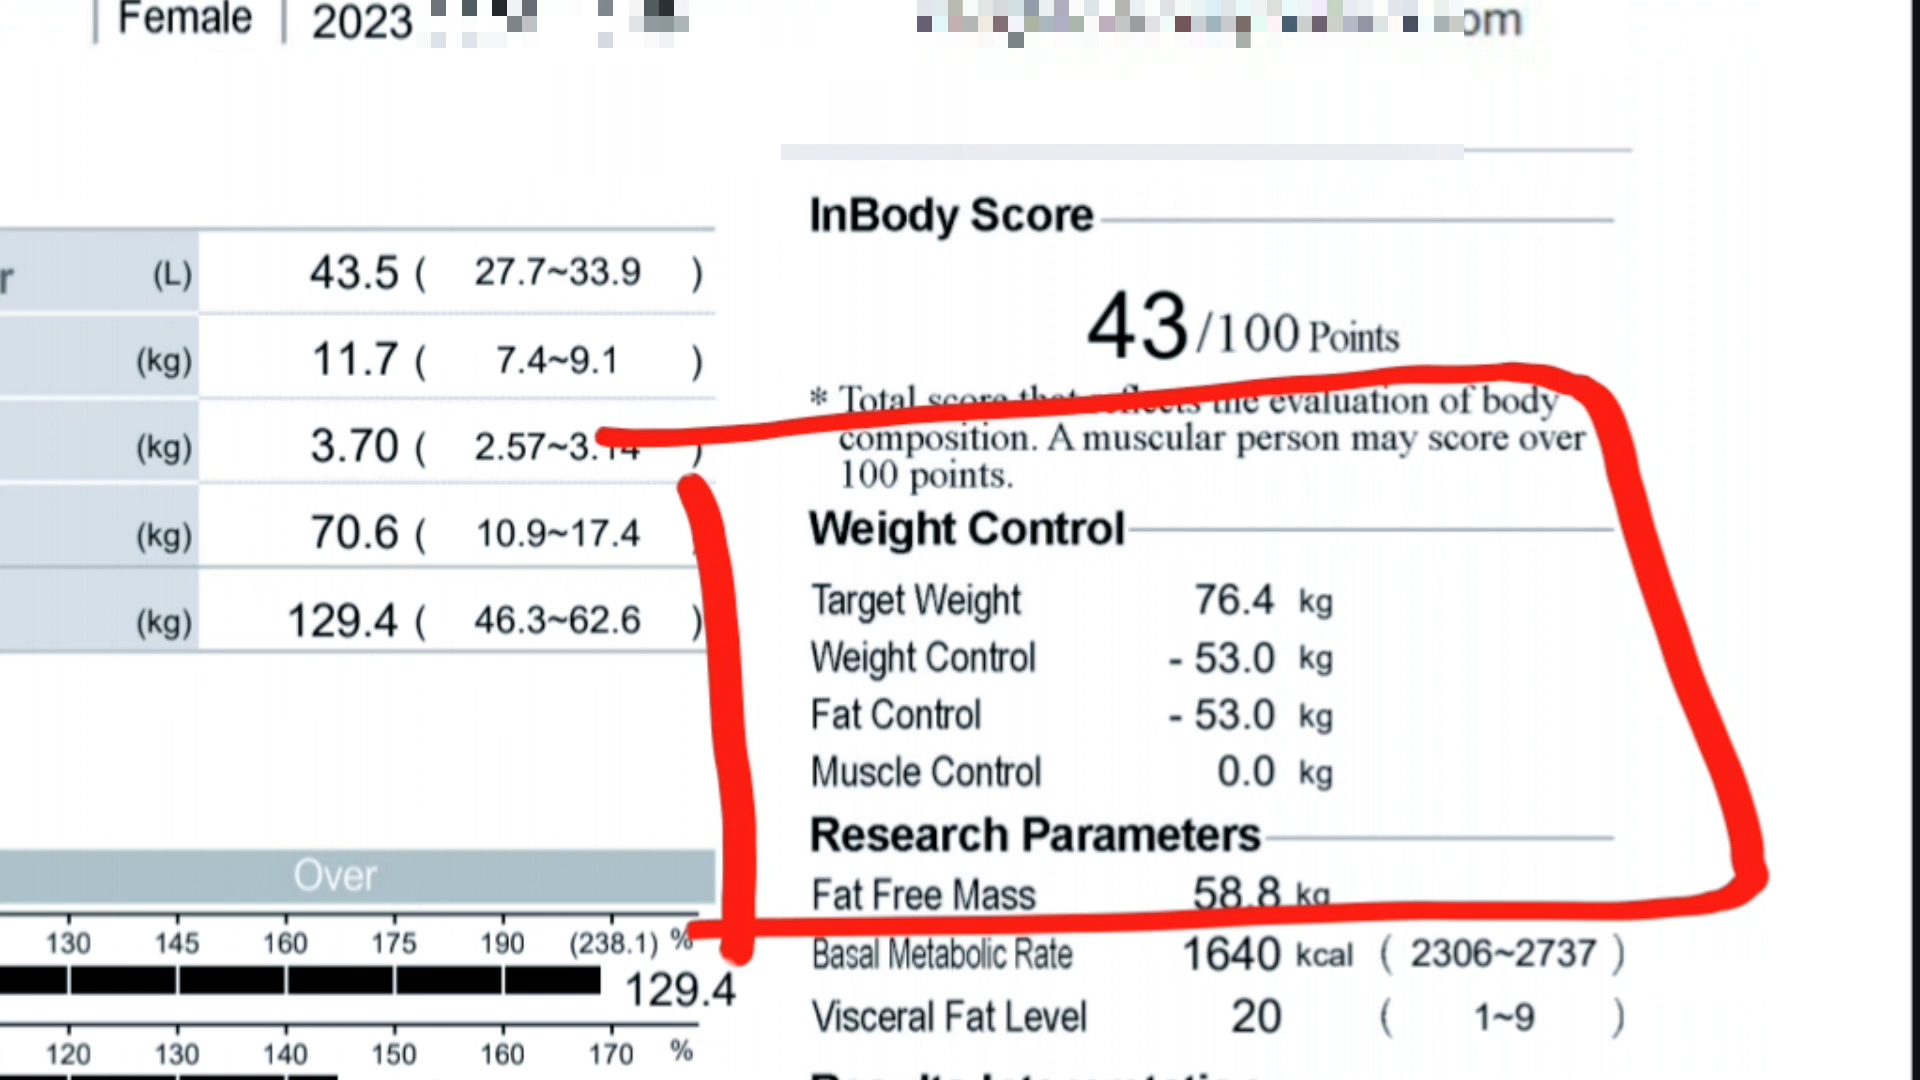 Female | 2023
om
InBody Score
43/100 Points
* Total score that reflects the evaluation of body
composition. A muscular person may score over
100 points.
r (L) 43.5 ( 27.7~33.9 )
(kg) 11.7 ( 7.4~9.1 )
(kg) 3.70 ( 2.57~3.14 )
(kg) 70.6 ( 10.9~17.4 )
(kg) 129.4 ( 46.3~62.6 )
Weight Control
Target Weight 76.4 kg
Weight Control - 53.0 kg
Fat Control - 53.0 kg
Muscle Control 0.0 kg
Research Parameters
Fat Free Mass 58.8 kg
Basal Metabolic Rate 1640 kcal ( 2306~2737 )
Visceral Fat Level 20 ( 1~9 )
Over
130 145 160 175 190 (238.1) %
129.4
120 130 140 150 160 170 %